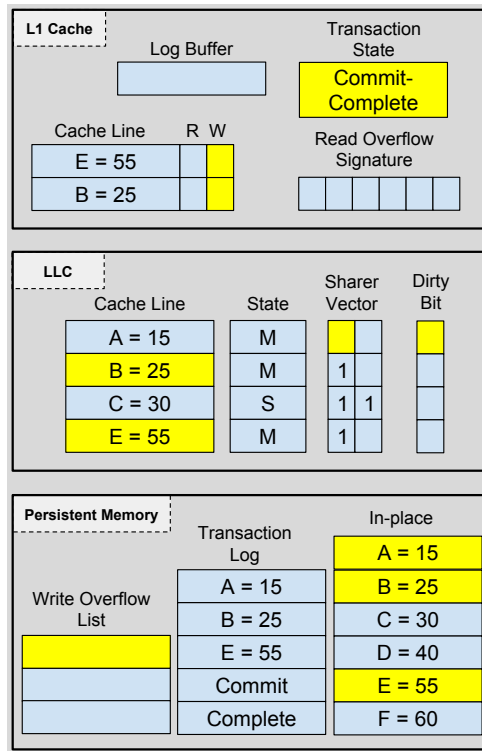 L1 Cache
Log Buffer
Transaction
State
Commit-
Complete
Cache Line R W
E = 55
B = 25
Read Overflow
Signature
LLC
Cache Line State Sharer
Vector Dirty
Bit
A = 15 M
B = 25 M 1
C = 30 S 1 1
E = 55 M 1
Persistent Memory
Write Overflow
List
Transaction
Log
A = 15
B = 25
E = 55
Commit
Complete
In-place
A = 15
B = 25
C = 30
D = 40
E = 55
F = 60